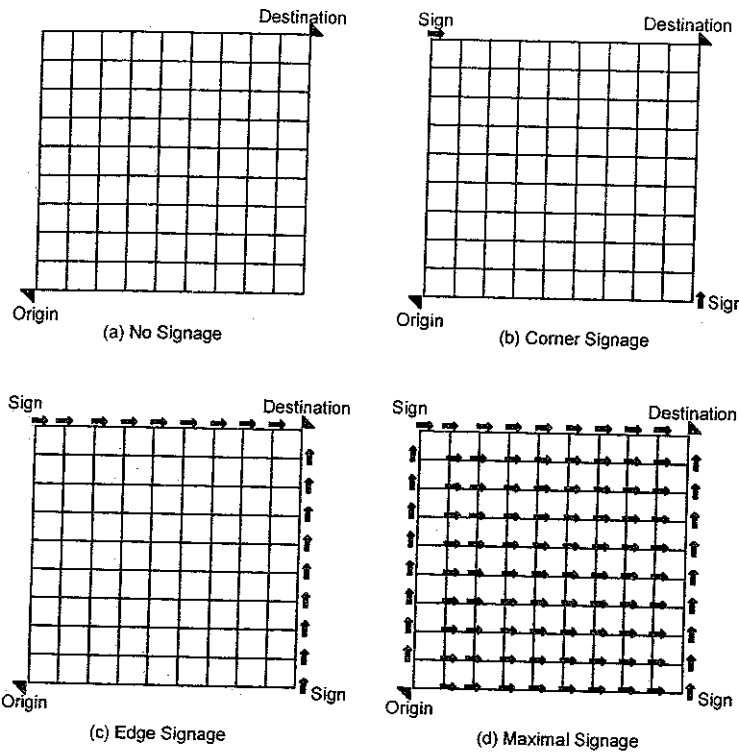 Destination
Origin
(a) No Signage
Sign
Destination
Origin
Sign
(b) Corner Signage
Sign
Destination
Origin
Sign
(c) Edge Signage
Sign
Destination
Origin
Sign
(d) Maximal Signage